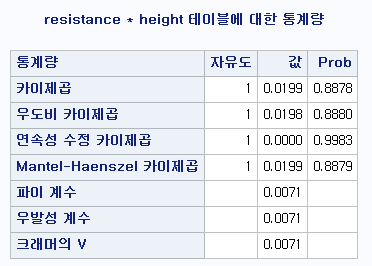 resistance * height 테이블에 대한 통계량
통계량 자유도 값 Prob
카이제곱 1 0.0199 0.8878
우도비 카이제곱 1 0.0198 0.8880
연속성 수정 카이제곱 1 0.0000 0.9983
Mantel-Haenszel 카이제곱 1 0.0199 0.8879
파이 계수 0.0071
우발성 계수 0.0071
크래머의 V 0.0071